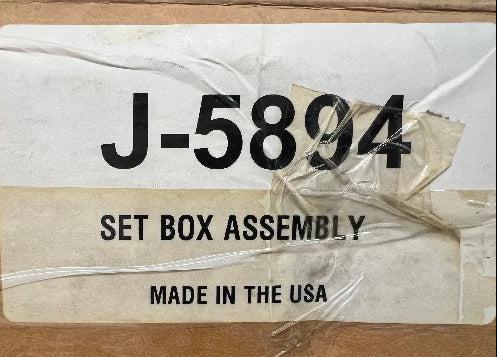 J-5894
SET BOX ASSEMBLY
MADE IN THE USA